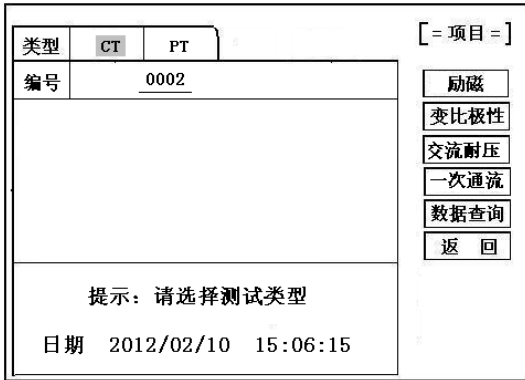 类型 CT PT
编号 0002
提示：请选择测试类型
日期 2012/02/10 15:06:15
[=项目=]
励磁
变比极性
交流耐压
一次通流
数据查询
返 回